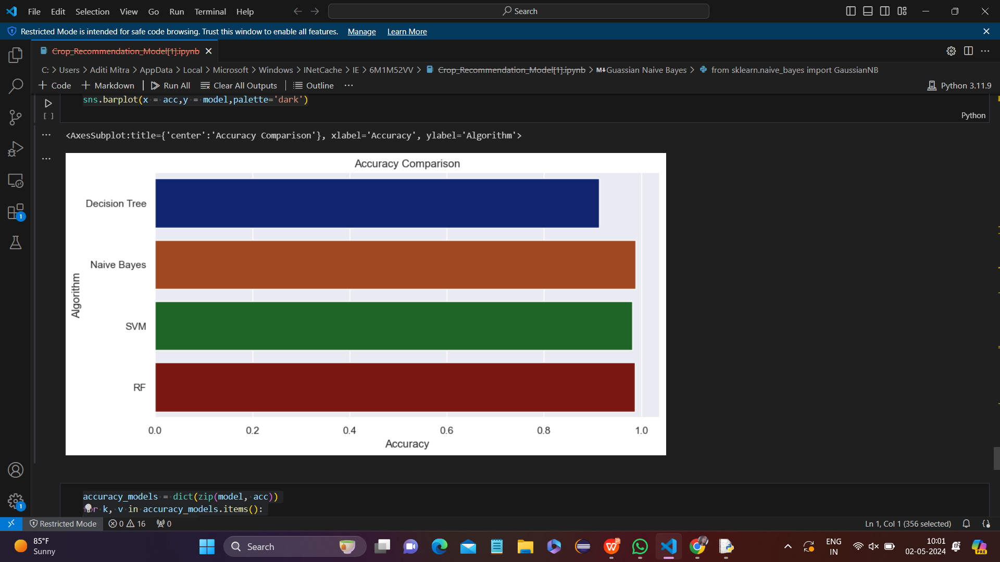 File Edit Selection View Go Run Terminal Help
Search
Restricted Mode is intended for safe code browsing. Trust this window to enable all features. Manage Learn More
Crop_Recommendation_Model[1].ipynb
C: > Users > Aditi Mitra > AppData > Local > Microsoft > Windows > INetCache > IE > 6M1M52VV > Crop_Recommendation_Model[1].ipynb > M↓Guassian Naive Bayes > from sklearn.naive_bayes import GaussianNB
+ Code + Markdown Run All Clear All Outputs Outline ...
Python 3.11.9
sns.barplot(x = acc,y = model,palette='dark')
[ ]
Python
<AxesSubplot:title={'center':'Accuracy Comparison'}, xlabel='Accuracy', ylabel='Algorithm'>
Accuracy Comparison
Decision Tree
Naive Bayes
SVM
RF
Algorithm
0.0 0.2 0.4 0.6 0.8 1.0
Accuracy
accuracy_models = dict(zip(model, acc))
for k, v in accuracy_models.items():
1
1
Restricted Mode 0 16 0
Ln 1, Col 1 (356 selected)
85°F
Sunny
Search
ENG
IN
10:01
02-05-2024
PRE